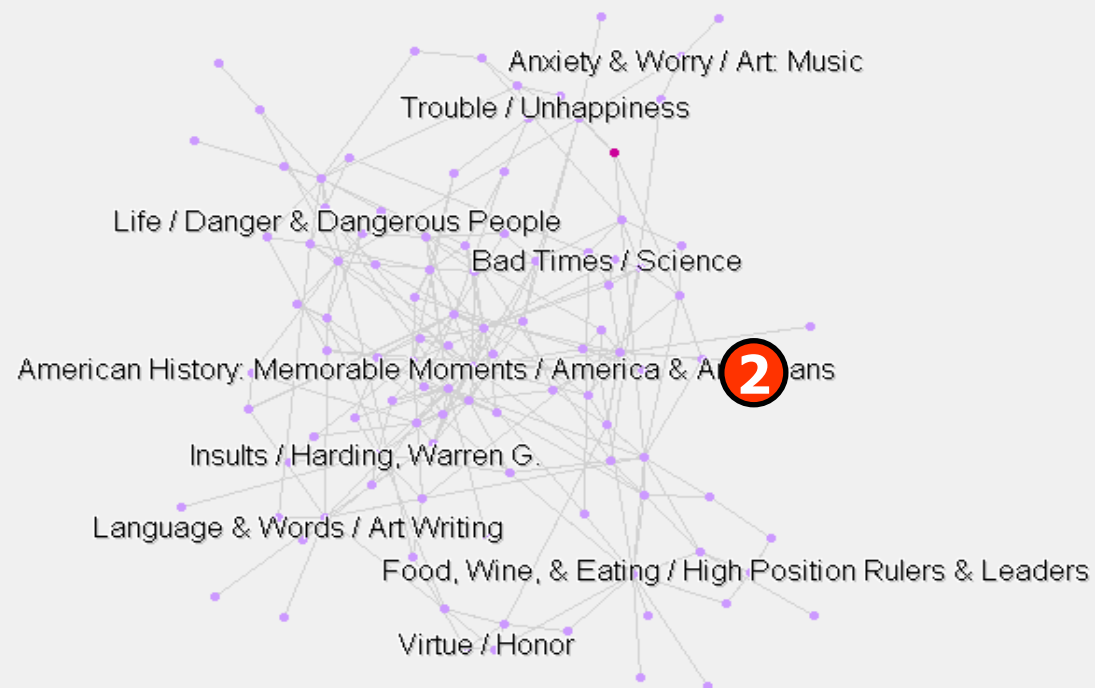 Anxiety & Worry / Art: Music
Trouble / Unhappiness
Life / Danger & Dangerous People
Bad Times / Science
American History: Memorable Moments / America & A 2 ans
Insults / Harding, Warren G.
Language & Words / Art Writing
Food, Wine, & Eating / High Position Rulers & Leaders
Virtue / Honor